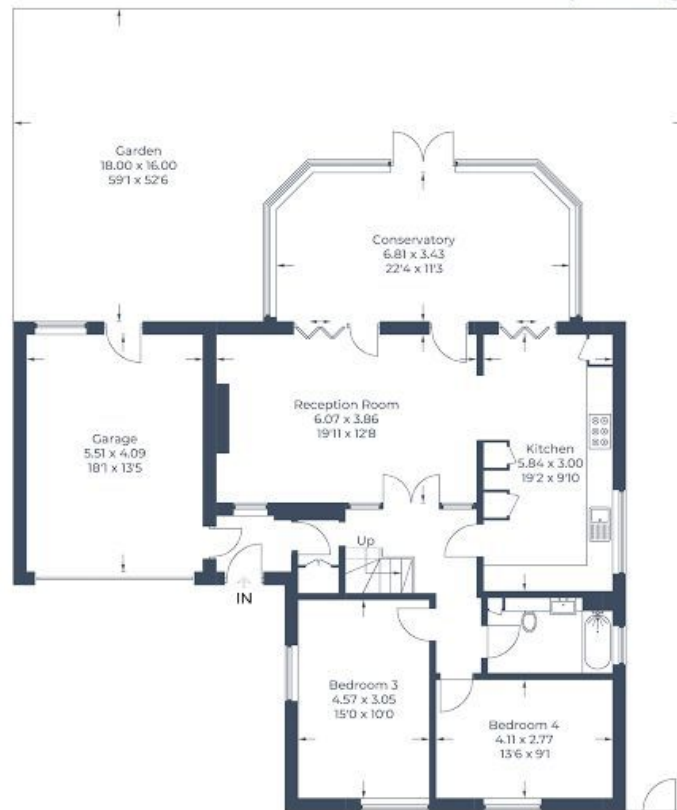 Garden
18.00 x 16.00
59'1 x 52'6
Conservatory
6.81 x 3.43
22'4 x 11'3
Reception Room
6.07 x 3.86
19'11 x 12'8
Garage
5.51 x 4.09
18'1 x 13'5
Kitchen
5.84 x 3.00
19'2 x 9'10
Up
IN
Bedroom 3
4.57 x 3.05
15'0 x 10'0
Bedroom 4
4.11 x 2.77
13'6 x 9'1